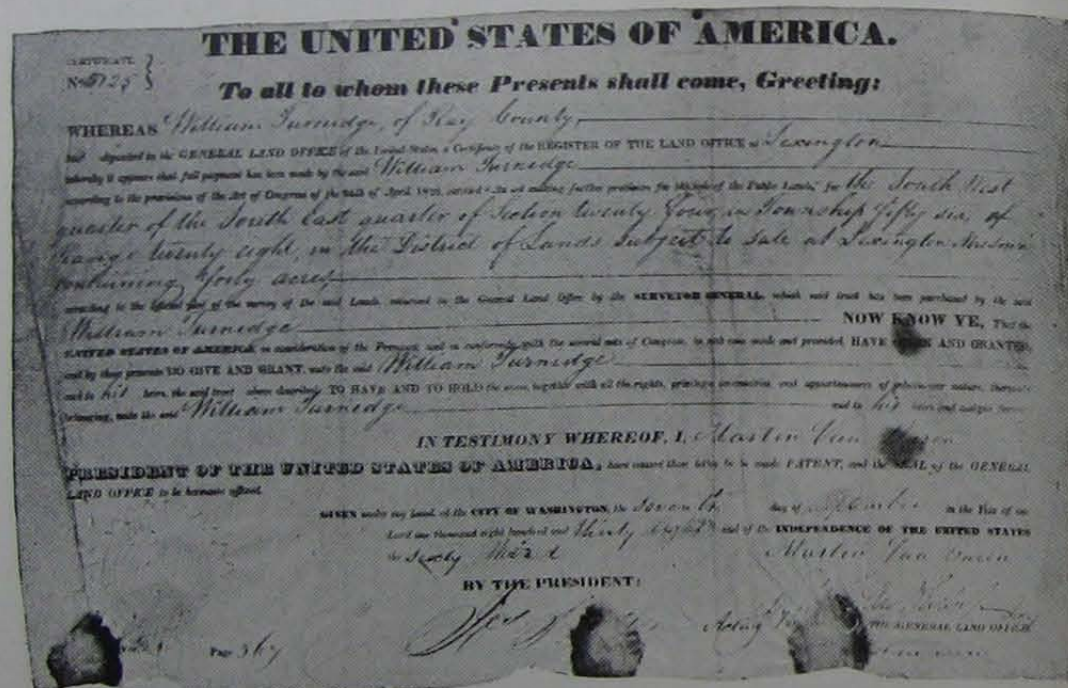 THE UNITED STATES OF AMERICA.
CERTIFICATE
To all to whom these Presents shall come, Greeting:
WHEREAS William Turnidge, of Ray County,
deposited in the GENERAL LAND OFFICE of the United States, a Certificate of the REGISTER OF THE LAND OFFICE at Lexington
whereby it appears that full payment has been made by the said William Turnidge
according to the provisions of the Act of Congress of the 24th of April 1820, entitled "An act making further provision for the sale of the Public Lands," for the South West
quarter of the South East quarter of Section twenty four, in Township fifty six, of
Range twenty eight, in the District of Lands subject to sale at Lexington Missouri
containing forty acres
according to the official plat of the survey of the said Lands, returned to the General Land Office by the SURVEYOR GENERAL, which said tract has been purchased by the said
William Turnidge NOW KNOW YE, That the
UNITED STATES OF AMERICA, in consideration of the Premises, and in conformity with the several acts of Congress, in such case made and provided, HAVE AND GRANTED,
and by these presents DO GIVE AND GRANT, unto the said William Turnidge
and to his heirs, the said tract above described: TO HAVE AND TO HOLD the same, together with all the rights, privileges, immunities, and appurtenances of whatsoever nature, thereunto
belonging, unto the said William Turnidge and to his heirs and assigns forever.
IN TESTIMONY WHEREOF, I, Martin Van
PRESIDENT OF THE UNITED STATES OF AMERICA, have caused these letters to be made PATENT, and the SEAL of the GENERAL
LAND OFFICE to be hereunto affixed.
GIVEN under my hand, at the CITY OF WASHINGTON, the Seventh day of in the Year of our
Lord one thousand eight hundred and thirty eight and of the INDEPENDENCE OF THE UNITED STATES
the Sixty third Martin Van Buren
BY THE PRESIDENT:
Acting
THE GENERAL LAND OFFICE
Page 367